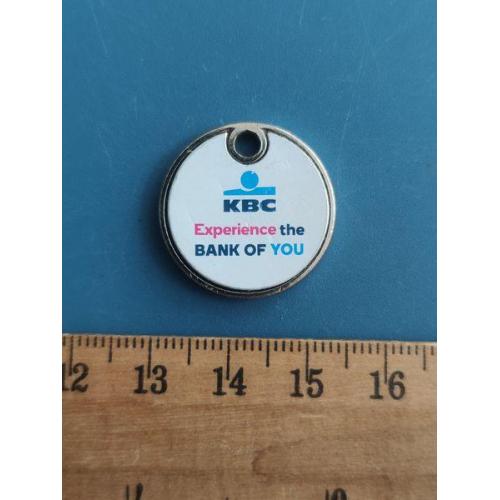 KBC
Experience the
BANK OF YOU
12 13 14 15 16